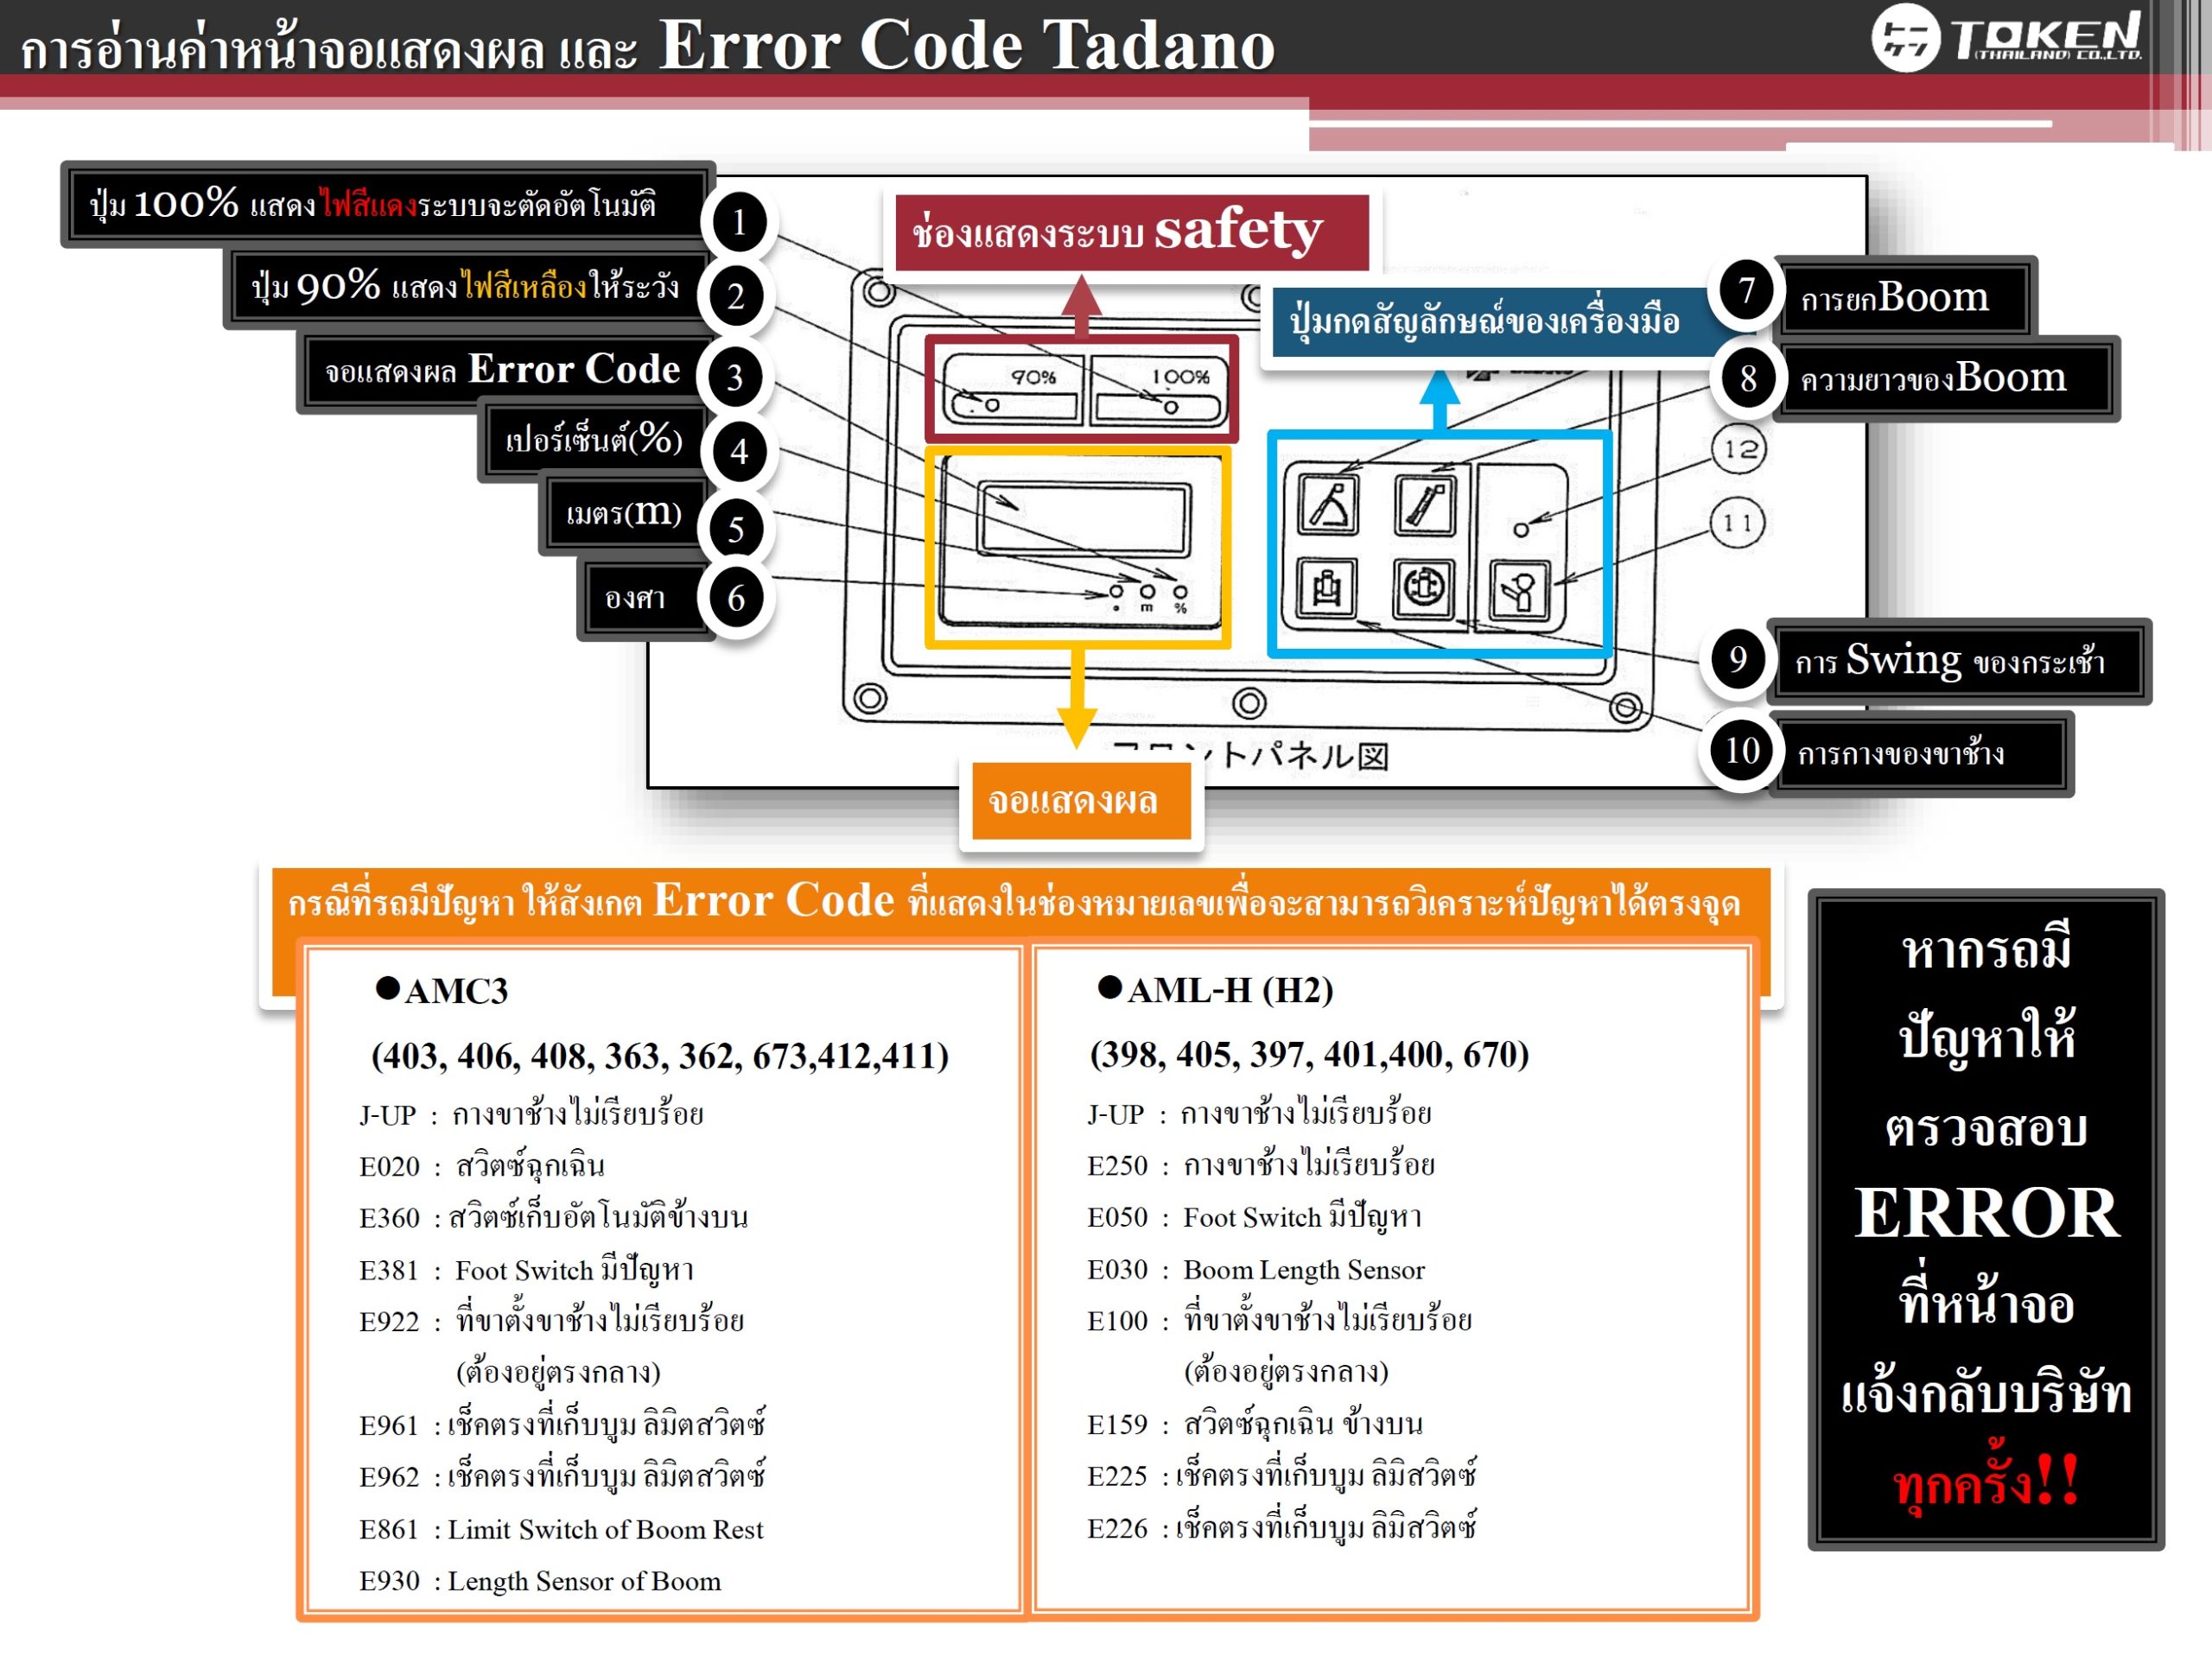 การอ่านค่าหน้าจอแสดงผล และ Error Code Tadano
トーケン
TOKEN
(THAILAND) CO.,LTD.
ปุ่ม 100% แสดงไฟสีแดงระบบจะตัดอัตโนมัติ
1
ปุ่ม 90% แสดงไฟสีเหลืองให้ระวัง
2
จอแสดงผล Error Code
3
เปอร์เซ็นต์(%)
4
เมตร(m)
5
องศา
6
ช่องแสดงระบบ safety
ปุ่มกดสัญลักษณ์ของเครื่องมือ
90%
100%
m
%
7
การยกBoom
8
ความยาวของBoom
12
11
9
การ Swing ของกระเช้า
10
การกางของขาช้าง
フロントパネル図
จอแสดงผล
กรณีที่รถมีปัญหา ให้สังเกต Error Code ที่แสดงในช่องหมายเลขเพื่อจะสามารถวิเคราะห์ปัญหาได้ตรงจุด
●AMC3
(403, 406, 408, 363, 362, 673,412,411)
J-UP : กางขาช้างไม่เรียบร้อย
E020 : สวิตซ์ฉุกเฉิน
E360 : สวิตซ์เก็บอัตโนมัติข้างบน
E381 : Foot Switch มีปัญหา
E922 : ที่ขาตั้งขาช้างไม่เรียบร้อย
(ต้องอยู่ตรงกลาง)
E961 : เช็คตรงที่เก็บบูม ลิมิตสวิตซ์
E962 : เช็คตรงที่เก็บบูม ลิมิตสวิตซ์
E861 : Limit Switch of Boom Rest
E930 : Length Sensor of Boom
●AML-H (H2)
(398, 405, 397, 401,400, 670)
J-UP : กางขาช้างไม่เรียบร้อย
E250 : กางขาช้างไม่เรียบร้อย
E050 : Foot Switch มีปัญหา
E030 : Boom Length Sensor
E100 : ที่ขาตั้งขาช้างไม่เรียบร้อย
(ต้องอยู่ตรงกลาง)
E159 : สวิตซ์ฉุกเฉิน ข้างบน
E225 : เช็คตรงที่เก็บบูม ลิมิสวิตซ์
E226 : เช็คตรงที่เก็บบูม ลิมิสวิตซ์
หากรถมี
ปัญหาให้
ตรวจสอบ
ERROR
ที่หน้าจอ
แจ้งกลับบริษัท
ทุกครั้ง!!